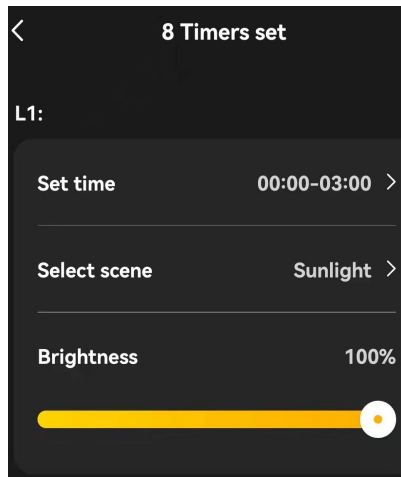 8 Timers set
L1:
Set time 00:00-03:00
Select scene Sunlight
Brightness 100%